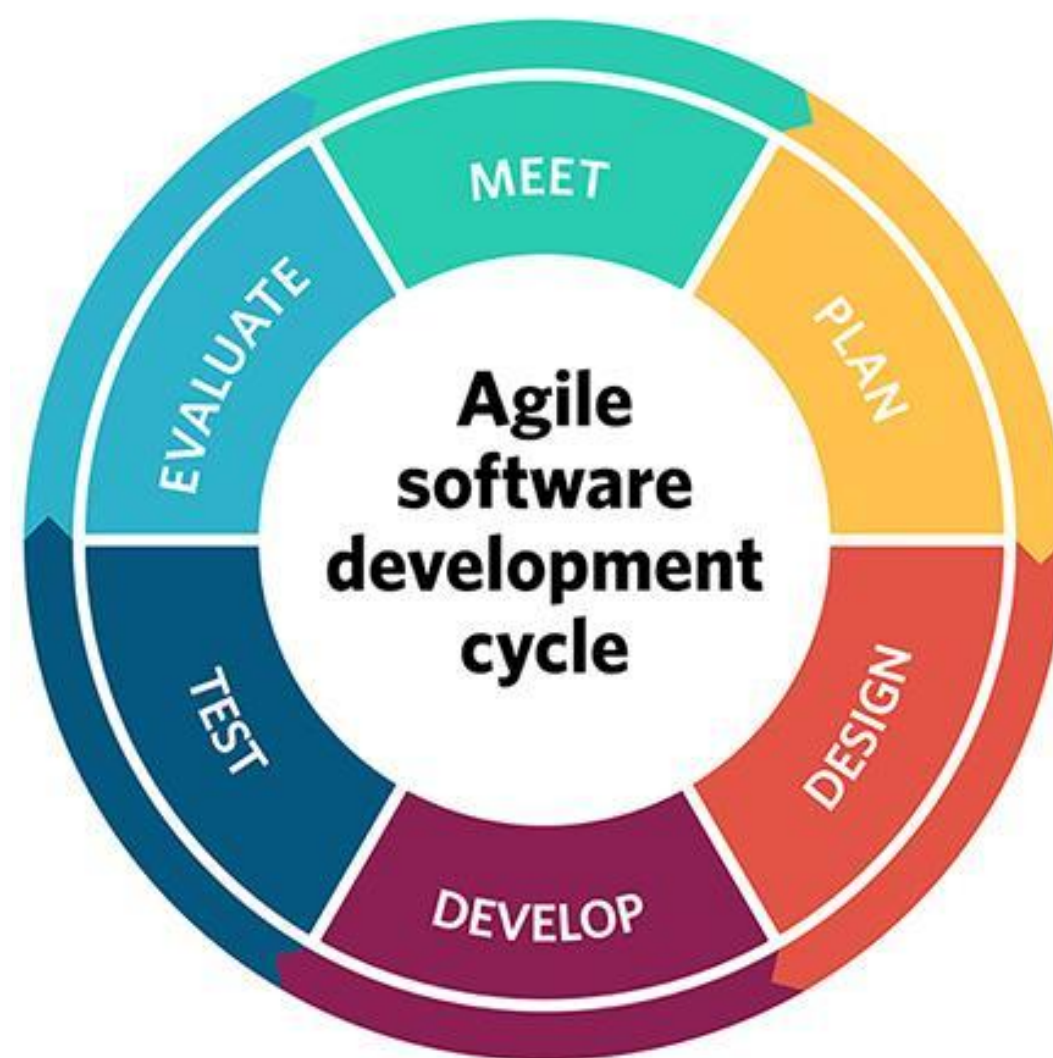 MEET
PLAN
DESIGN
DEVELOP
TEST
EVALUATE
Agile
software
development
cycle